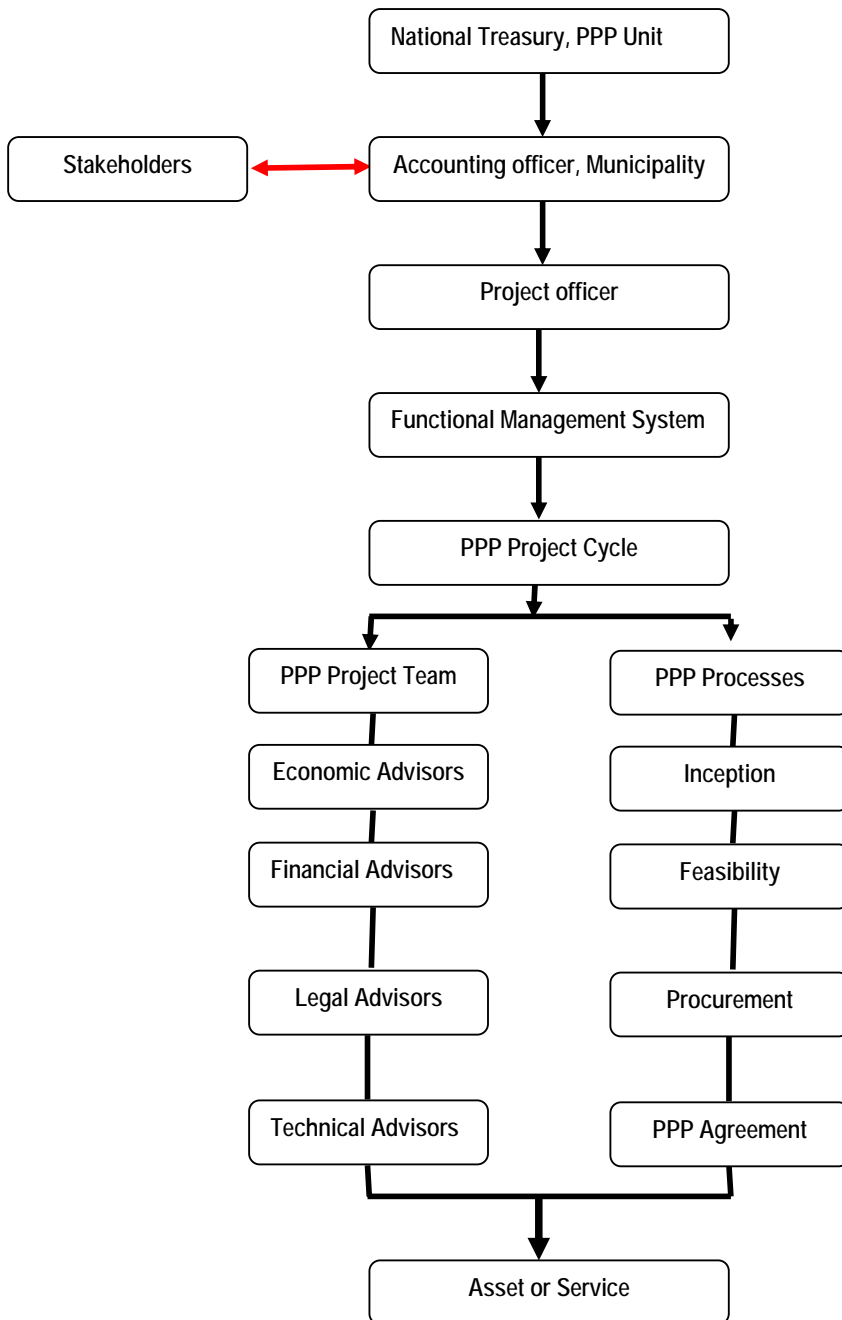 National Treasury, PPP Unit
Stakeholders
Accounting officer, Municipality
Project officer
Functional Management System
PPP Project Cycle
PPP Project Team
PPP Processes
Economic Advisors
Inception
Financial Advisors
Feasibility
Legal Advisors
Procurement
Technical Advisors
PPP Agreement
Asset or Service